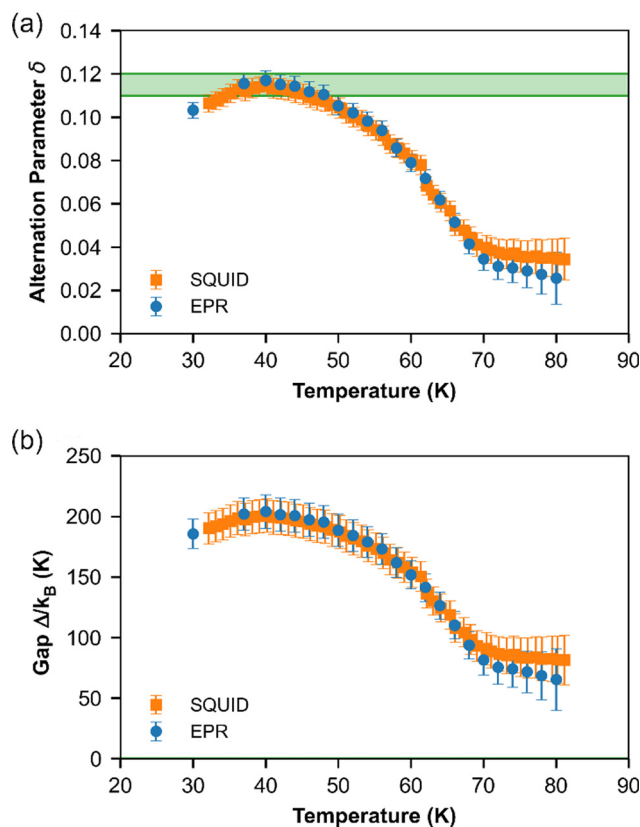 (a)
Alternation Parameter δ
0.14
0.12
0.10
0.08
0.06
0.04
0.02
0.00
SQUID
EPR
20 30 40 50 60 70 80 90
Temperature (K)
(b)
Gap Δ/k_B (K)
250
200
150
100
50
0
SQUID
EPR
20 30 40 50 60 70 80 90
Temperature (K)